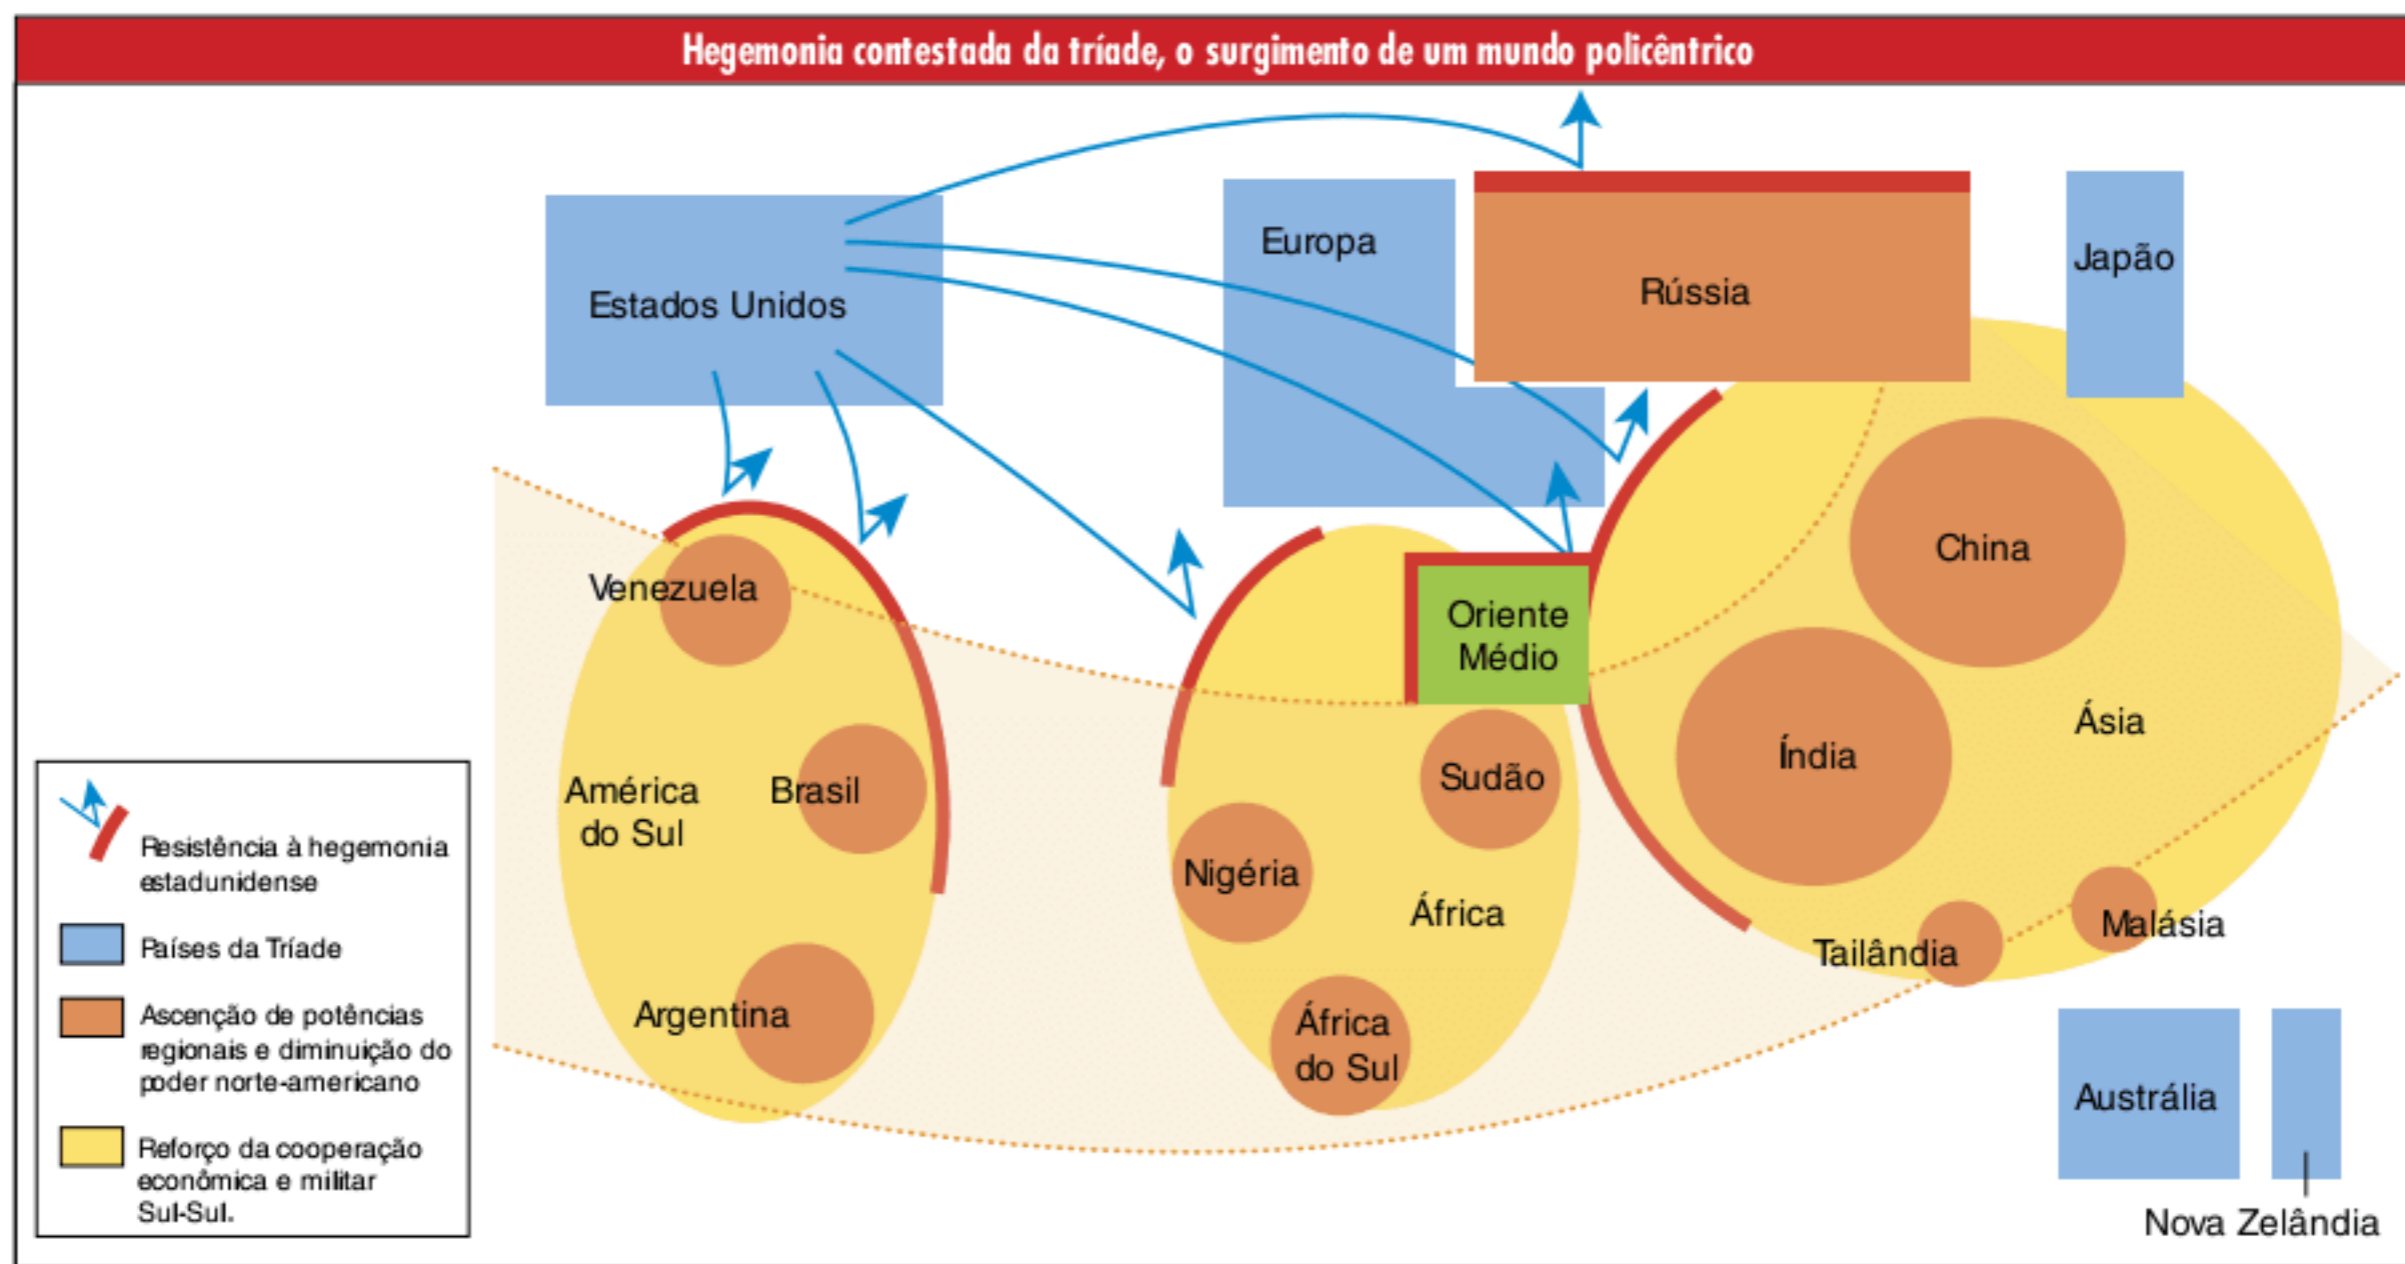 Hegemonia contestada da tríade, o surgimento de um mundo policêntrico
Estados Unidos
Europa
Rússia
Japão
Venezuela
América
do Sul
Brasil
Argentina
Oriente
Médio
Sudão
Nigéria
África
África
do Sul
China
Índia
Ásia
Tailândia
Malásia
Austrália
Nova Zelândia
Resistência à hegemonia
estadunidense
Países da Tríade
Ascenção de potências
regionais e diminuição do
poder norte-americano
Reforço da cooperação
econômica e militar
Sul-Sul.